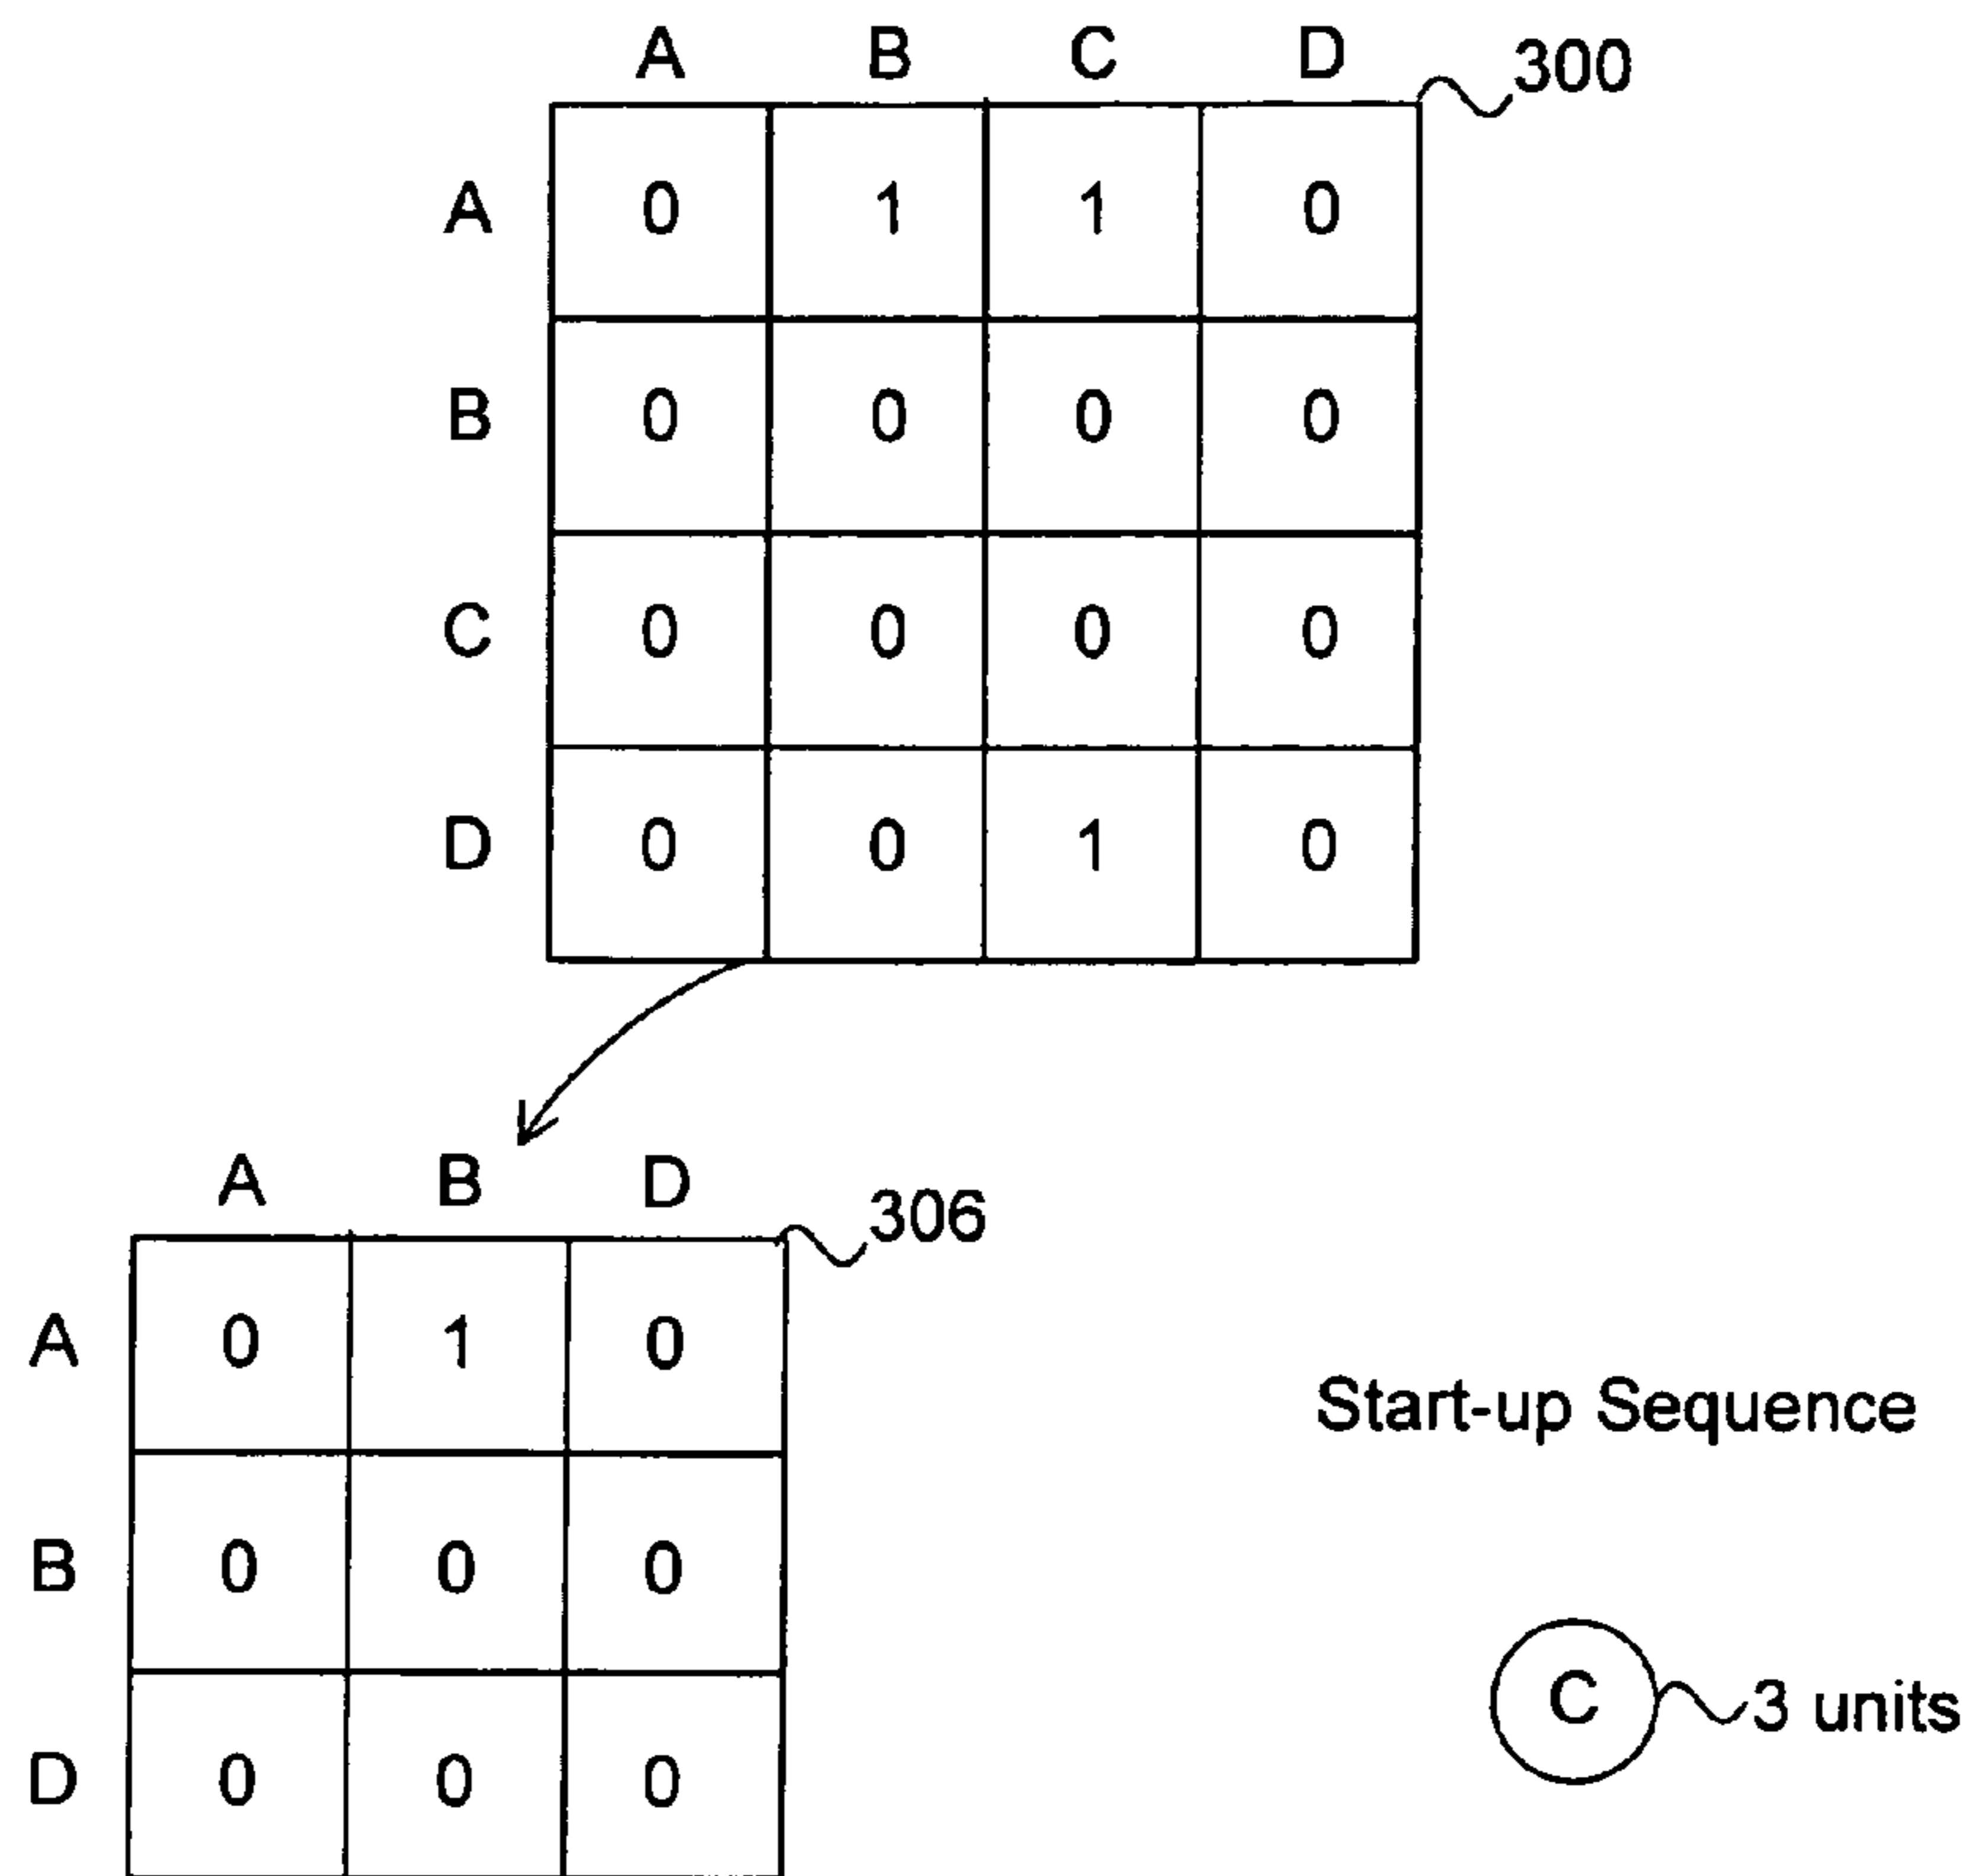 A B C D 300
A 0 1 1 0
B 0 0 0 0
C 0 0 0 0
D 0 0 1 0
A B D 306
A 0 1 0
B 0 0 0
D 0 0 0
Start-up Sequence
C 3 units